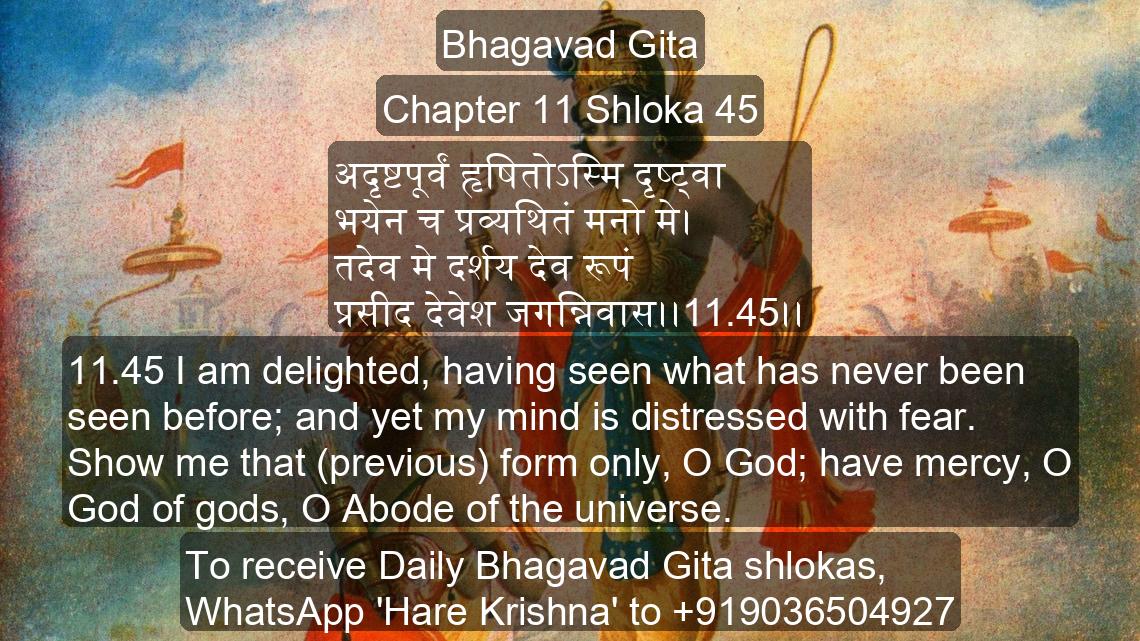 Bhagavad Gita
Chapter 11 Shloka 45
अदृष्टपूर्वं हृषितोऽस्मि दृष्ट्वा
भयेन च प्रव्यथितं मनो मे।
तदेव मे दर्शय देव रूपं
प्रसीद देवेश जगन्निवास।।11.45।।
11.45 I am delighted, having seen what has never been
seen before; and yet my mind is distressed with fear.
Show me that (previous) form only, O God; have mercy, O
God of gods, O Abode of the universe.
To receive Daily Bhagavad Gita shlokas,
WhatsApp 'Hare Krishna' to +919036504927